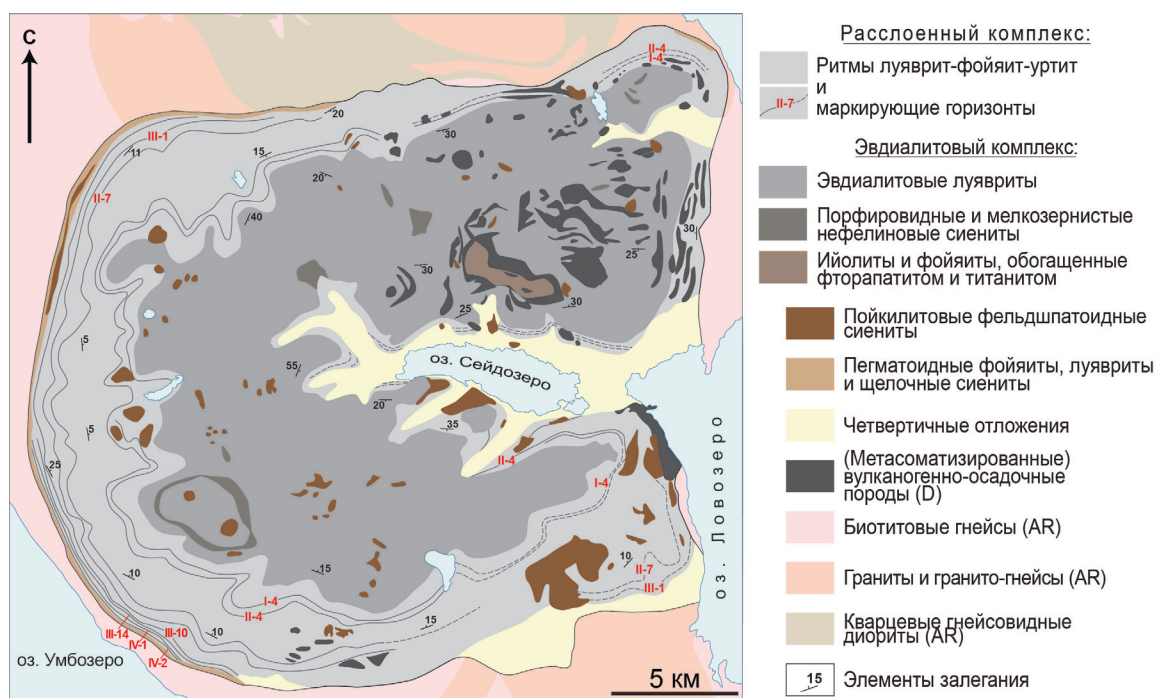 С
II-4
I-4
20
III-1
11
15
30
II-7
20
40
30
25
30
30
25
5
оз. Сейдозеро
55
20
35
5
II-4
25
I-4
оз. Ловозеро
10
10
15
II-7
I-4
III-1
II-4
III-14
III-10
10
15
IV-1
IV-2
оз. Умбозеро
5 км
Расслоенный комплекс:
Ритмы луяврит-фойяит-уртит
и
II-7
маркирующие горизонты
Эвдиалитовый комплекс:
Эвдиалитовые луявриты
Порфировидные и мелкозернистые
нефелиновые сиениты
Ийолиты и фойяиты, обогащенные
фторапатитом и титанитом
Пойкилитовые фельдшпатоидные
сиениты
Пегматоидные фойяиты, луявриты
и щелочные сиениты
Четвертичные отложения
(Метасоматизированные)
вулканогенно-осадочные
породы (D)
Биотитовые гнейсы (AR)
Граниты и гранито-гнейсы (AR)
Кварцевые гнейсовидные
диориты (AR)
15
Элементы залегания